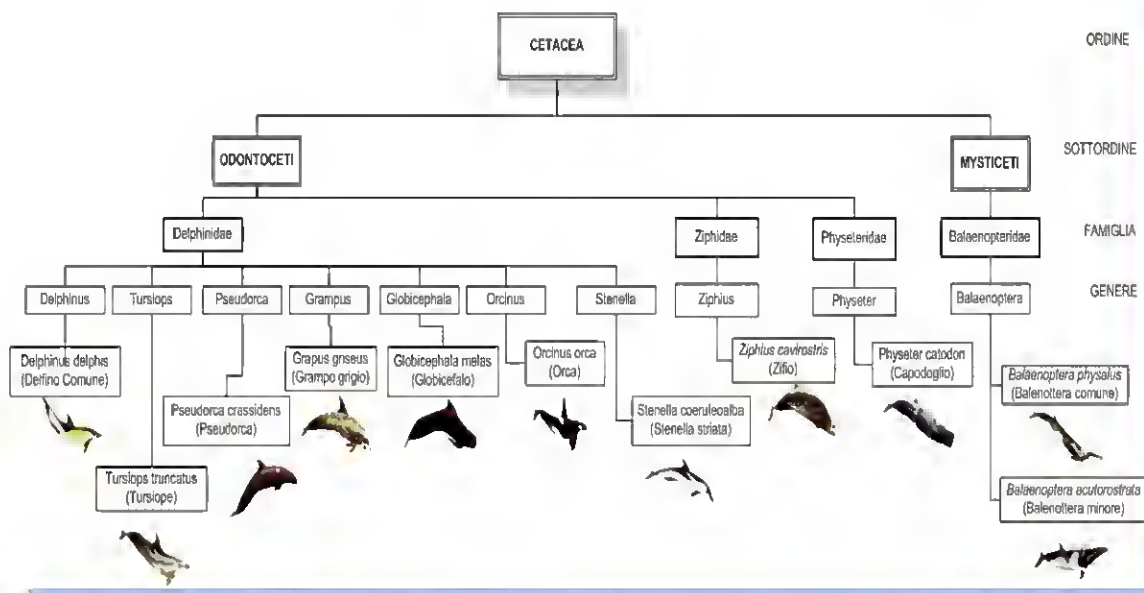 CETACEA
ORDINE
ODONTOCETI
MYSTICETI
SOTTORDINE
Delphinidae
Ziphidae
Physeteridae
Balaenopteridae
FAMIGLIA
Delphinus
Tursiops
Pseudorca
Grampus
Globicephala
Orcinus
Stenella
Ziphius
Physeter
Balaenoptera
GENERE
Delphinus delphis
(Delfino Comune)
Grapus griseus
(Grampo grigio)
Globicephala melas
(Globicefalo)
Orcinus orca
(Orca)
Ziphius cavirostris
(Zifio)
Physeter catodon
(Capodoglio)
Balaenoptera physalus
(Balenottera comune)
Pseudorca crassidens
(Pseudorca)
Stenella coeruleoalba
(Stenella striata)
Tursiops truncatus
(Tursiope)
Balaenoptera acutorostrata
(Balenottera minore)